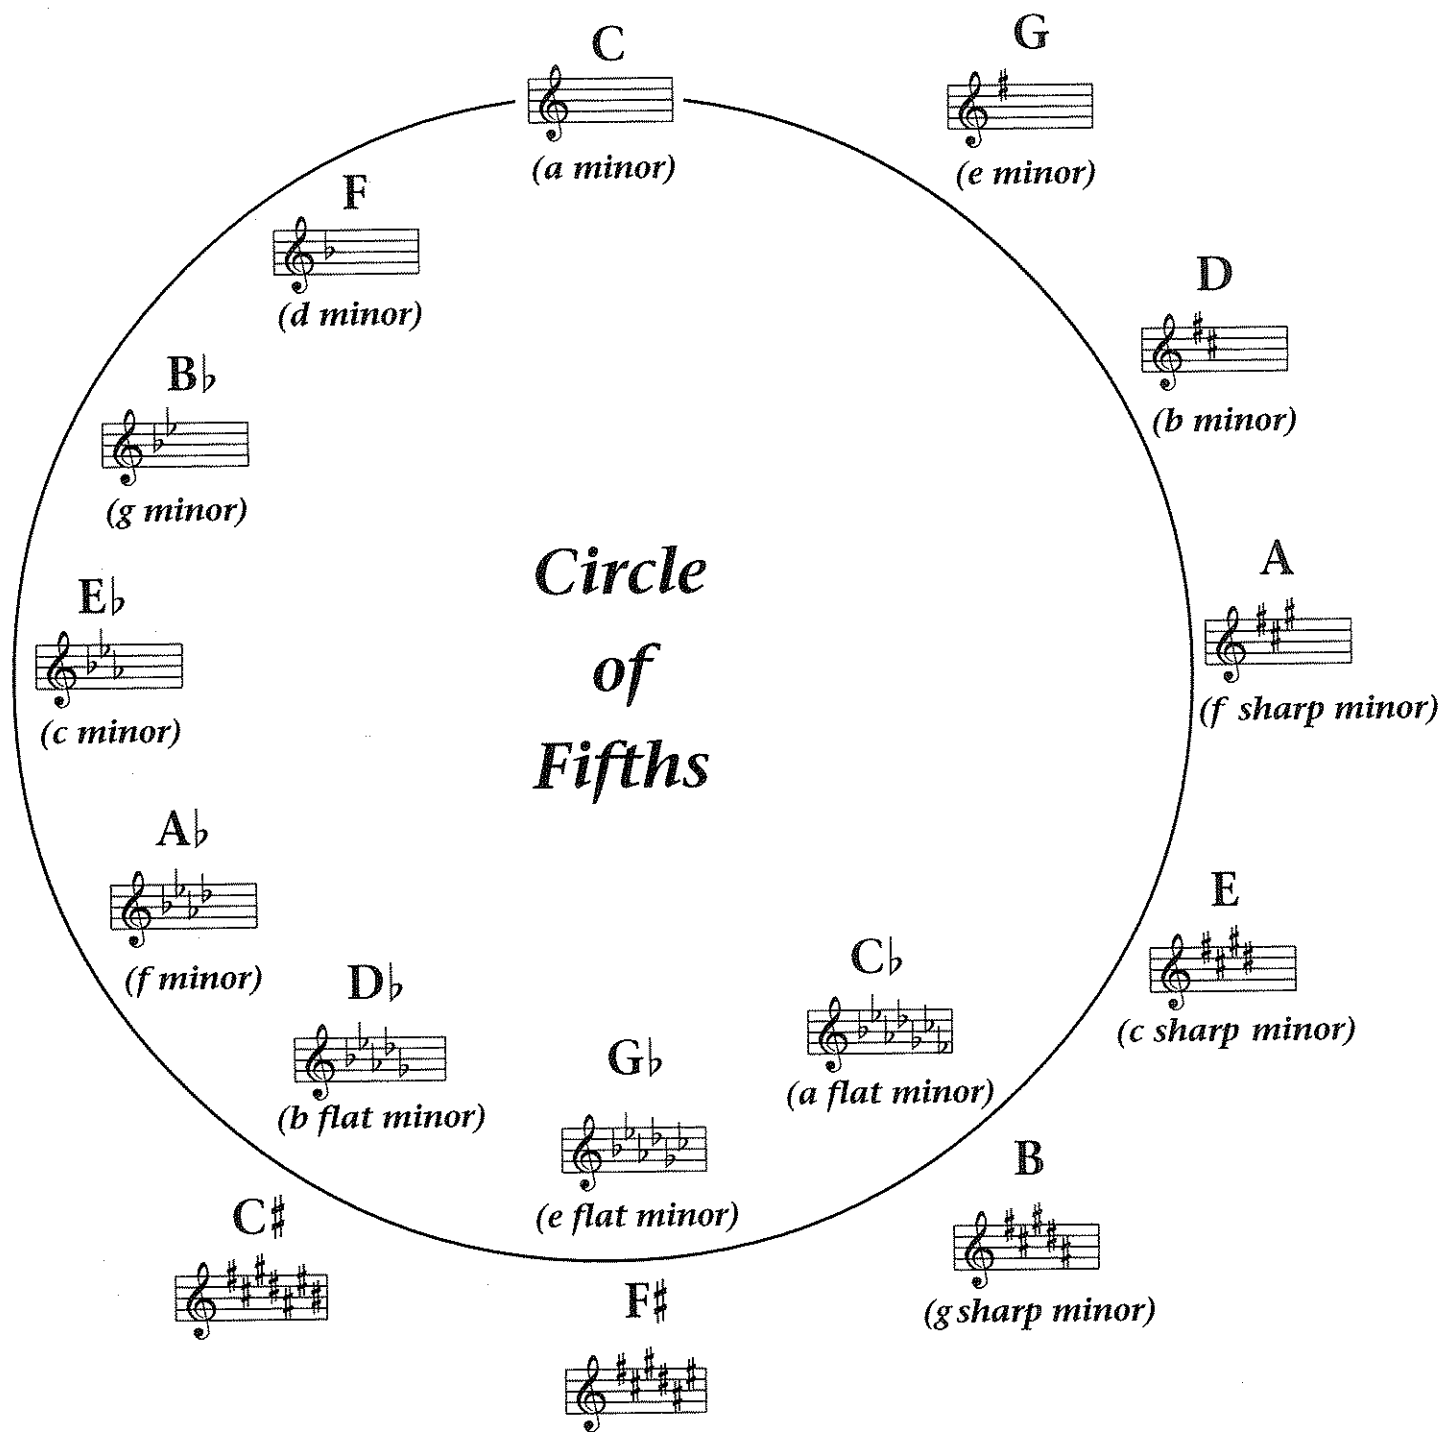 C
(a minor)
G
(e minor)
D
(b minor)
A
(f sharp minor)
E
(c sharp minor)
B
(g sharp minor)
F♯
C♯
F
(d minor)
B♭
(g minor)
E♭
(c minor)
A♭
(f minor)
D♭
(b flat minor)
G♭
(e flat minor)
C♭
(a flat minor)
Circle
of
Fifths